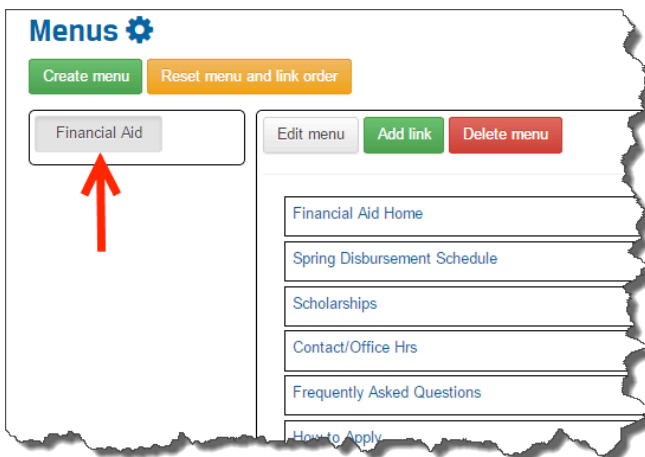 Menus
Create menu
Reset menu and link order
Financial Aid
Edit menu
Add link
Delete menu
Financial Aid Home
Spring Disbursement Schedule
Scholarships
Contact/Office Hrs
Frequently Asked Questions
How to Apply